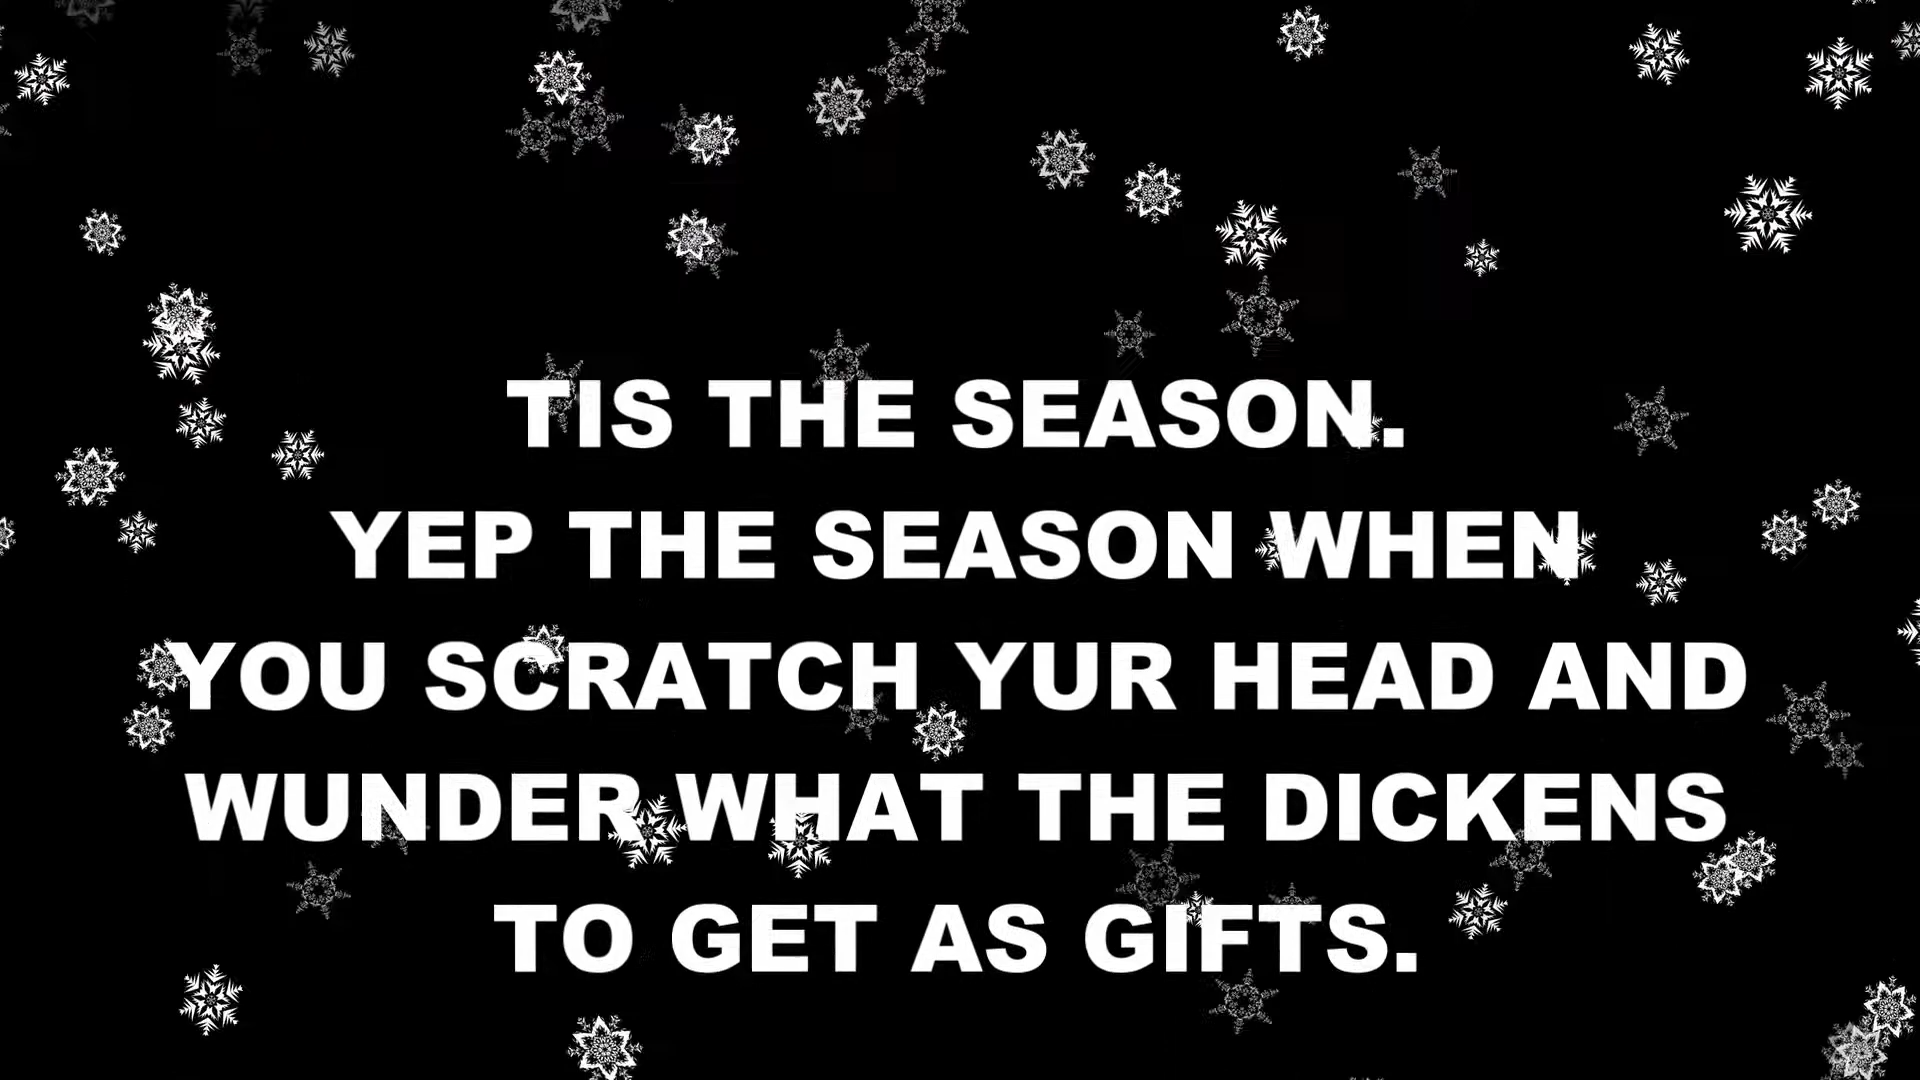 TIS THE SEASON.
YEP THE SEASON WHEN
YOU SCRATCH YUR HEAD AND
WUNDER WHAT THE DICKENS
TO GET AS GIFTS.